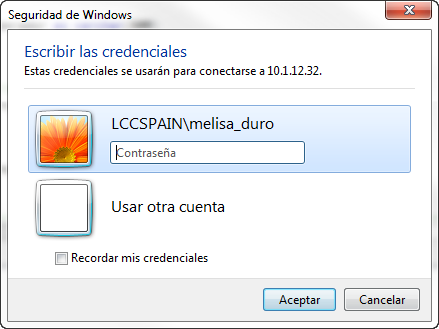 Seguridad de Windows
Escribir las credenciales
Estas credenciales se usarán para conectarse a 10.1.12.32.
LCCSPAIN\melisa_duro
Contraseña
Usar otra cuenta
Recordar mis credenciales
Aceptar
Cancelar